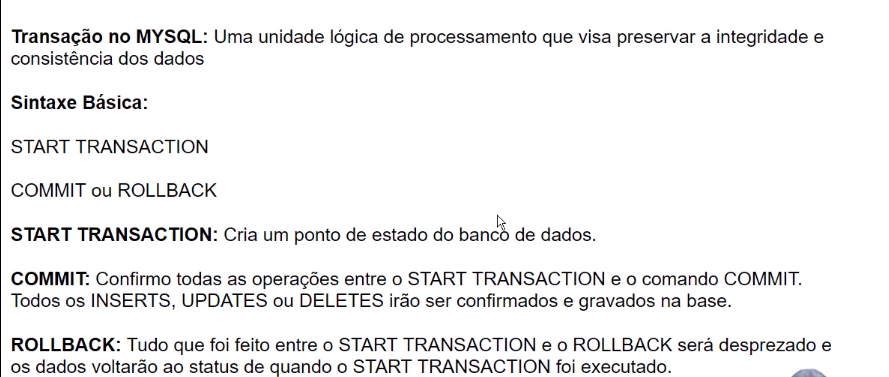 Transação no MYSQL: Uma unidade lógica de processamento que visa preservar a integridade e
consistência dos dados
Sintaxe Básica:
START TRANSACTION
COMMIT ou ROLLBACK
START TRANSACTION: Cria um ponto de estado do banco de dados.
COMMIT: Confirmo todas as operações entre o START TRANSACTION e o comando COMMIT.
Todos os INSERTS, UPDATES ou DELETES irão ser confirmados e gravados na base.
ROLLBACK: Tudo que foi feito entre o START TRANSACTION e o ROLLBACK será desprezado e
os dados voltarão ao status de quando o START TRANSACTION foi executado.